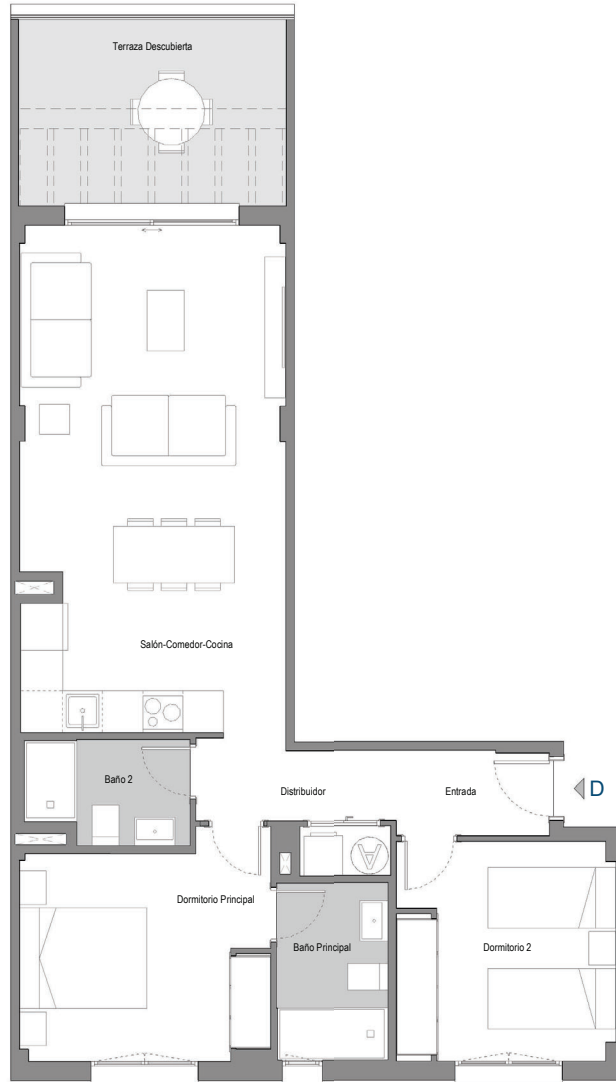 Terraza Descubierta
Salón-Comedor-Cocina
Baño 2
Distribuidor
Entrada
D
A
Dormitorio Principal
Baño Principal
Dormitorio 2